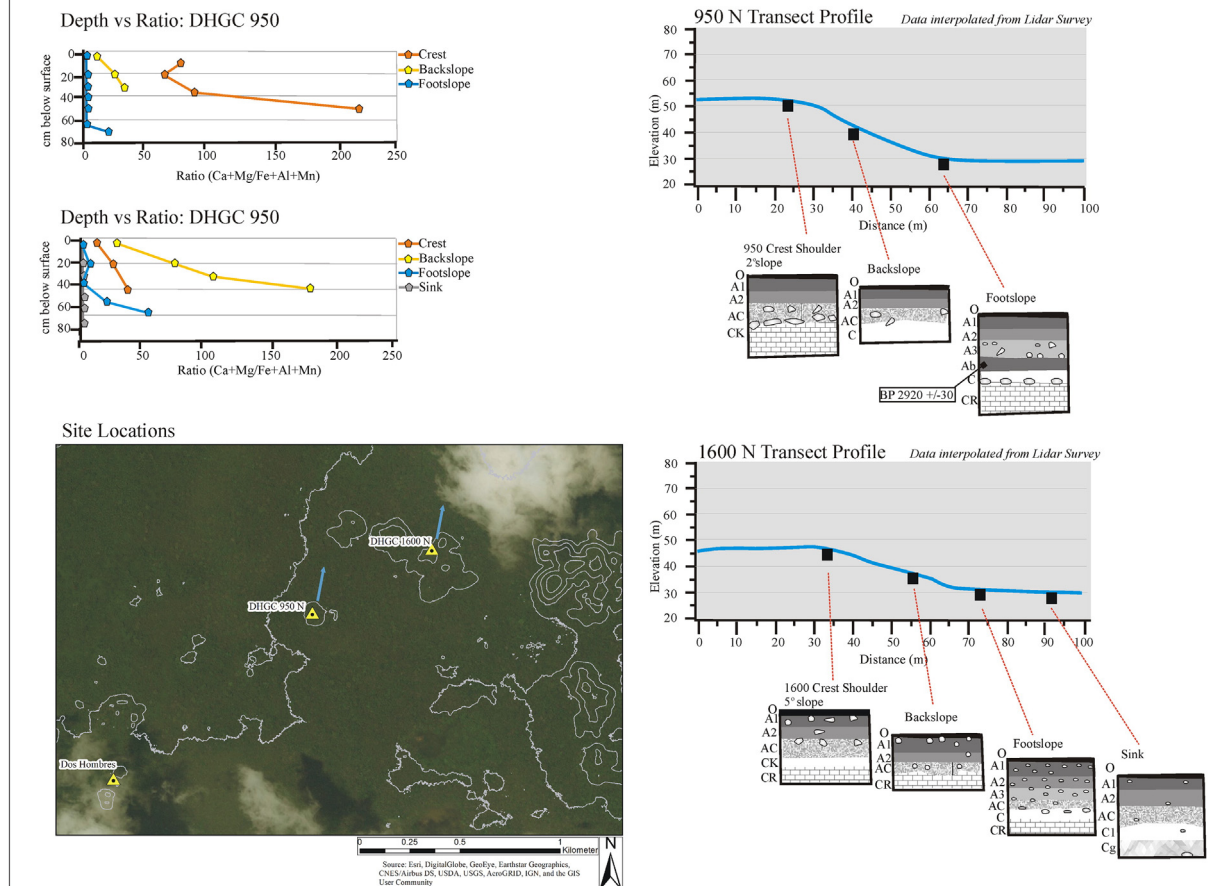 Depth vs Ratio: DHGC 950
0
20
40
60
80
cm below surface
0
50
100
150
200
250
Ratio (Ca+Mg/Fe+Al+Mn)
Crest
Backslope
Footslope
Depth vs Ratio: DHGC 950
0
20
40
60
80
cm below surface
0
50
100
150
200
250
Ratio (Ca+Mg/Fe+Al+Mn)
Crest
Backslope
Footslope
Sink
Site Locations
DHGC 1600 N
DHGC 950 N
Dos Hombres
0 0.25 0.5 1
Kilometer
N
Source: Esri, DigitalGlobe, GeoEye, Earthstar Geographics,
CNES/Airbus DS, USDA, USGS, AeroGRID, IGN, and the GIS
User Community
950 N Transect Profile
Data interpolated from Lidar Survey
80
70
60
50
40
30
20
Elevation (m)
0 10 20 30 40 50 60 70 80 90 100
Distance (m)
950 Crest Shoulder
2°slope
O
A1
A2
AC
CK
Backslope
O
A1
A2
AC
C
Footslope
O
A1
A2
A3
Ab
C
CR
BP 2920 +/-30
1600 N Transect Profile
Data interpolated from Lidar Survey
80
70
60
50
40
30
20
Elevation (m)
0 10 20 30 40 50 60 70 80 90 100
Distance (m)
1600 Crest Shoulder
5° slope
O
A1
A2
AC
CK
CR
Backslope
O
A1
A2
AC
CR
Footslope
O
A1
A2
A3
AC
C
CR
Sink
O
A1
A2
AC
C1
Cg